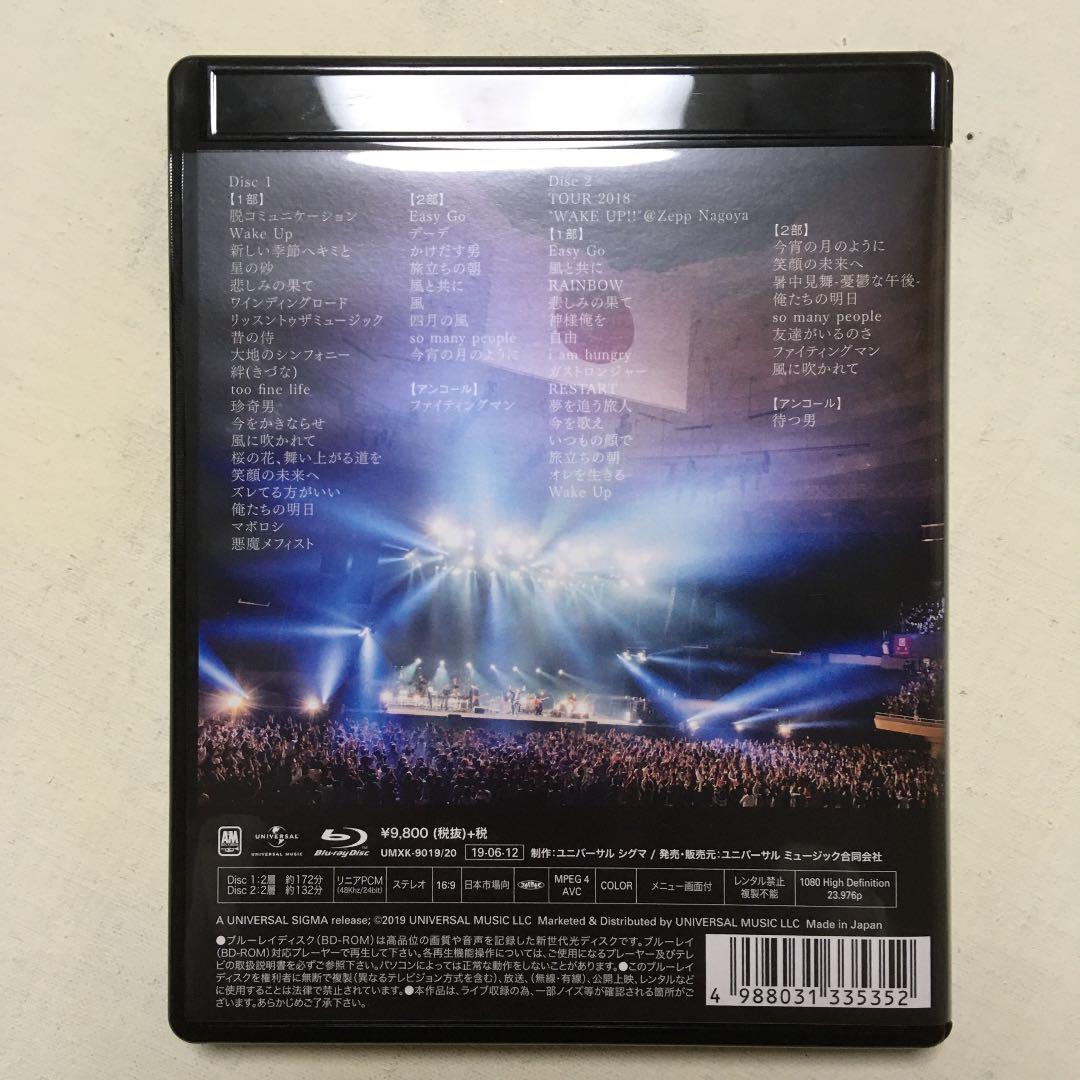 Disc 1
【1部】
脱コミュニケーション
Wake Up
新しい季節へキミと
星の砂
悲しみの果て
ワインディングロード
リッスントゥザミュージック
昔の侍
大地のシンフォニー
絆(きづな)
too fine life
珍奇男
今をかきならせ
風に吹かれて
桜の花、舞い上がる道を
笑顔の未来へ
ズレてる方がいい
俺たちの明日
マボロシ
悪魔メフィスト
【2部】
Easy Go
デーデ
かけだす男
旅立ちの朝
風と共に
風
四月の風
so many people
今宵の月のように
【アンコール】
ファイティングマン
Disc 2
TOUR 2018
"WAKE UP!!"@Zepp Nagoya
【1部】
Easy Go
風と共に
RAINBOW
悲しみの果て
神様俺を
自由
i am hungry
ガストロンジャー
RESTART
夢を追う旅人
今を歌え
いつもの顔で
旅立ちの朝
オレを生きる
Wake Up
【2部】
今宵の月のように
笑顔の未来へ
暑中見舞-憂鬱な午後-
俺たちの明日
so many people
友達がいるのさ
ファイティングマン
風に吹かれて
【アンコール】
待つ男
A&M
UNIVERSAL
UNIVERSAL MUSIC
Blu-ray Disc
¥9,800 (税抜)+税
UMXK-9019/20 19-06-12 制作:ユニバーサル シグマ / 発売・販売元:ユニバーサル ミュージック合同会社
Disc 1:2層 約172分
Disc 2:2層 約132分
リニアPCM
(48Khz/24bit)
ステレオ
16:9
日本市場向
MPEG 4
AVC
COLOR
メニュー画面付
レンタル禁止
複製不能
1080 High Definition
23.976p
A UNIVERSAL SIGMA release; ©2019 UNIVERSAL MUSIC LLC Marketed & Distributed by UNIVERSAL MUSIC LLC Made in Japan
●ブルーレイディスク(BD-ROM)は高品位の画質や音声を記録した新世代光ディスクです。ブルーレイ
(BD-ROM)対応プレーヤーで再生して下さい。各再生機能操作については、ご使用になるプレーヤー及びテレ
ビの取扱説明書を必ずご参照下さい。パソコンによっては正常な動作をしないことがあります。●このブルーレイ
ディスクを権利者に無断で複製(異なるテレビジョン方式を含む)、放送、(無線・有線)、公開上映、レンタルなど
に使用することは法律で禁止されています。●本作品は、ライブ収録の為、一部ノイズ等が確認される箇所がご
ざいます。あらかじめご了承下さい。
4 988031 335352